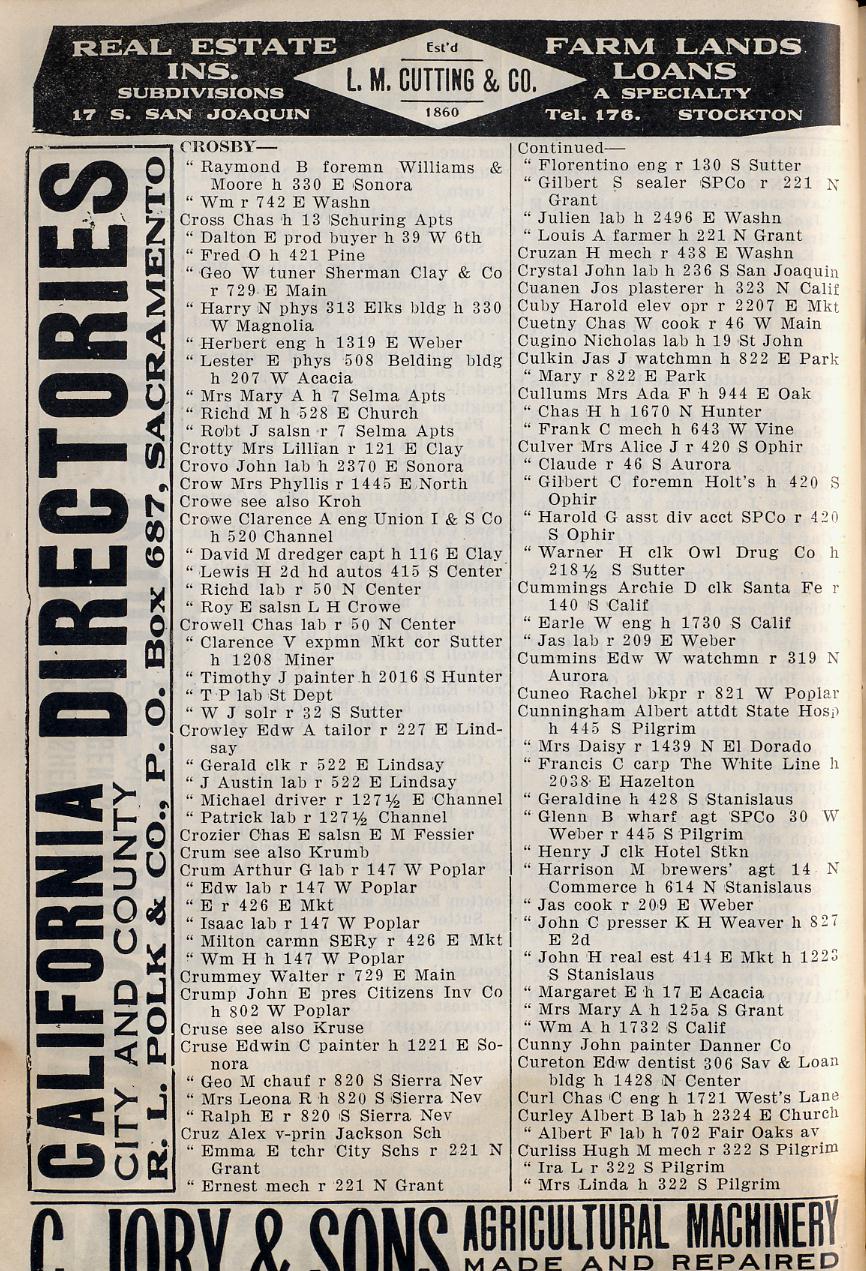 REAL ESTATE
INS.
SUBDIVISIONS
17 S. SAN JOAQUIN
Est'd
L. M. CUTTING & CO.
1860
FARM LANDS
LOANS
A SPECIALTY
Tel. 176. STOCKTON
CALIFORNIA DIRECTORIES
CITY AND COUNTY
R. L. POLK & CO., P. O. Box 687, SACRAMENTO
CROSBY—
" Raymond B foremn Williams &
Moore h 330 E Sonora
" Wm r 742 E Washn
Cross Chas h 13 Schuring Apts
" Dalton E prod buyer h 39 W 6th
" Fred O h 421 Pine
" Geo W tuner Sherman Clay & Co
r 729 E Main
" Harry N phys 313 Elks bldg h 330
W Magnolia
" Herbert eng h 1319 E Weber
" Lester E phys 508 Belding bldg
h 207 W Acacia
" Mrs Mary A h 7 Selma Apts
" Richd M h 528 E Church
" Robt J salsn r 7 Selma Apts
Crotty Mrs Lillian r 121 E Clay
Crovo John lab h 2370 E Sonora
Crow Mrs Phyllis r 1445 E North
Crowe see also Kroh
Crowe Clarence A eng Union I & S Co
h 520 Channel
" David M dredger capt h 116 E Clay
" Lewis H 2d hd autos 415 S Center
" Richd lab r 50 N Center
" Roy E salsn L H Crowe
Crowell Chas lab r 50 N Center
" Clarence V expmn Mkt cor Sutter
h 1208 Miner
" Timothy J painter h 2016 S Hunter
" T P lab St Dept
" W J solr r 32 S Sutter
Crowley Edw A tailor r 227 E Lind-
say
" Gerald clk r 522 E Lindsay
" J Austin lab r 522 E Lindsay
" Michael driver r 127½ E Channel
" Patrick lab r 127½ Channel
Crozier Chas E salsn E M Fessier
Crum see also Krumb
Crum Arthur G lab r 147 W Poplar
" Edw lab r 147 W Poplar
" E r 426 E Mkt
" Isaac lab r 147 W Poplar
" Milton carmn SERy r 426 E Mkt
" Wm H h 147 W Poplar
Crummey Walter r 729 E Main
Crump John E pres Citizens Inv Co
h 802 W Poplar
Cruse see also Kruse
Cruse Edwin C painter h 1221 E So-
nora
" Geo M chauf r 820 S Sierra Nev
" Mrs Leona R h 820 S Sierra Nev
" Ralph E r 820 S Sierra Nev
Cruz Alex v-prin Jackson Sch
" Emma E tchr City Schs r 221 N
Grant
" Ernest mech r 221 N Grant
Continued—
" Florentino eng r 130 S Sutter
" Gilbert S sealer SPCo r 221 N
Grant
" Julien lab h 2496 E Washn
" Louis A farmer h 221 N Grant
Cruzan H mech r 438 E Washn
Crystal John lab h 236 S San Joaquin
Cuanen Jos plasterer h 323 N Calif
Cuby Harold elev opr r 2207 E Mkt
Cuetny Chas W cook r 46 W Main
Cugino Nicholas lab h 19 St John
Culkin Jas J watchmn h 822 E Park
" Mary r 822 E Park
Cullums Mrs Ada F h 944 E Oak
" Chas H h 1670 N Hunter
" Frank C mech h 643 W Vine
Culver Mrs Alice J r 420 S Ophir
" Claude r 46 S Aurora
" Gilbert C foremn Holt's h 420 S
Ophir
" Harold G asst div acct SPCo r 420
S Ophir
" Warner H clk Owl Drug Co h
218½ S Sutter
Cummings Archie D clk Santa Fe r
140 S Calif
" Earle W eng h 1730 S Calif
" Jas lab r 209 E Weber
Cummins Edw W watchmn r 319 N
Aurora
Cuneo Rachel bkpr r 821 W Poplar
Cunningham Albert attdt State Hosp
h 445 S Pilgrim
" Mrs Daisy r 1439 N El Dorado
" Francis C carp The White Line h
2038 E Hazelton
" Geraldine h 428 S Stanislaus
" Glenn B wharf agt SPCo 30 W
Weber r 445 S Pilgrim
" Henry J clk Hotel Stkn
" Harrison M brewers' agt 14 N
Commerce h 614 N Stanislaus
" Jas cook r 209 E Weber
" John C presser K H Weaver h 827
E 2d
" John H real est 414 E Mkt h 1223
S Stanislaus
" Margaret E h 17 E Acacia
" Mrs Mary A h 125a S Grant
" Wm A h 1732 S Calif
Cunny John painter Danner Co
Cureton Edw dentist 306 Sav & Loan
bldg h 1428 N Center
Curl Chas C eng h 1721 West's Lane
Curley Albert B lab h 2324 E Church
" Albert F lab h 702 Fair Oaks av
Curliss Hugh M mech r 322 S Pilgrim
" Ira L r 322 S Pilgrim
" Mrs Linda h 322 S Pilgrim
C. JORY & SONS
AGRICULTURAL MACHINERY
MADE AND REPAIRED